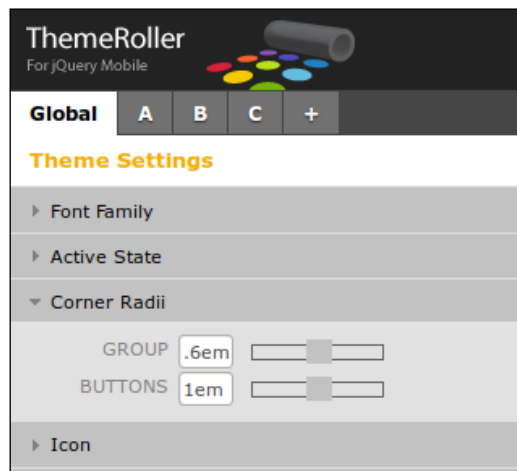 ThemeRoller
For jQuery Mobile
Global A B C +
Theme Settings
Font Family
Active State
Corner Radii
GROUP .6em
BUTTONS 1em
Icon